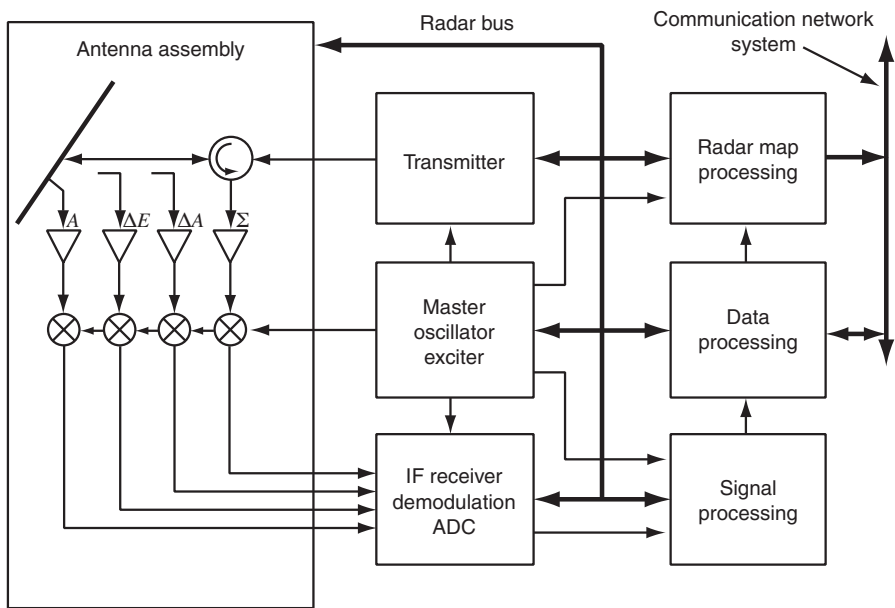 Radar bus
Communication network
system
Antenna assembly
Transmitter
Radar map
processing
A
ΔE
ΔA
Σ
Master
oscillator
exciter
Data
processing
IF receiver
demodulation
ADC
Signal
processing